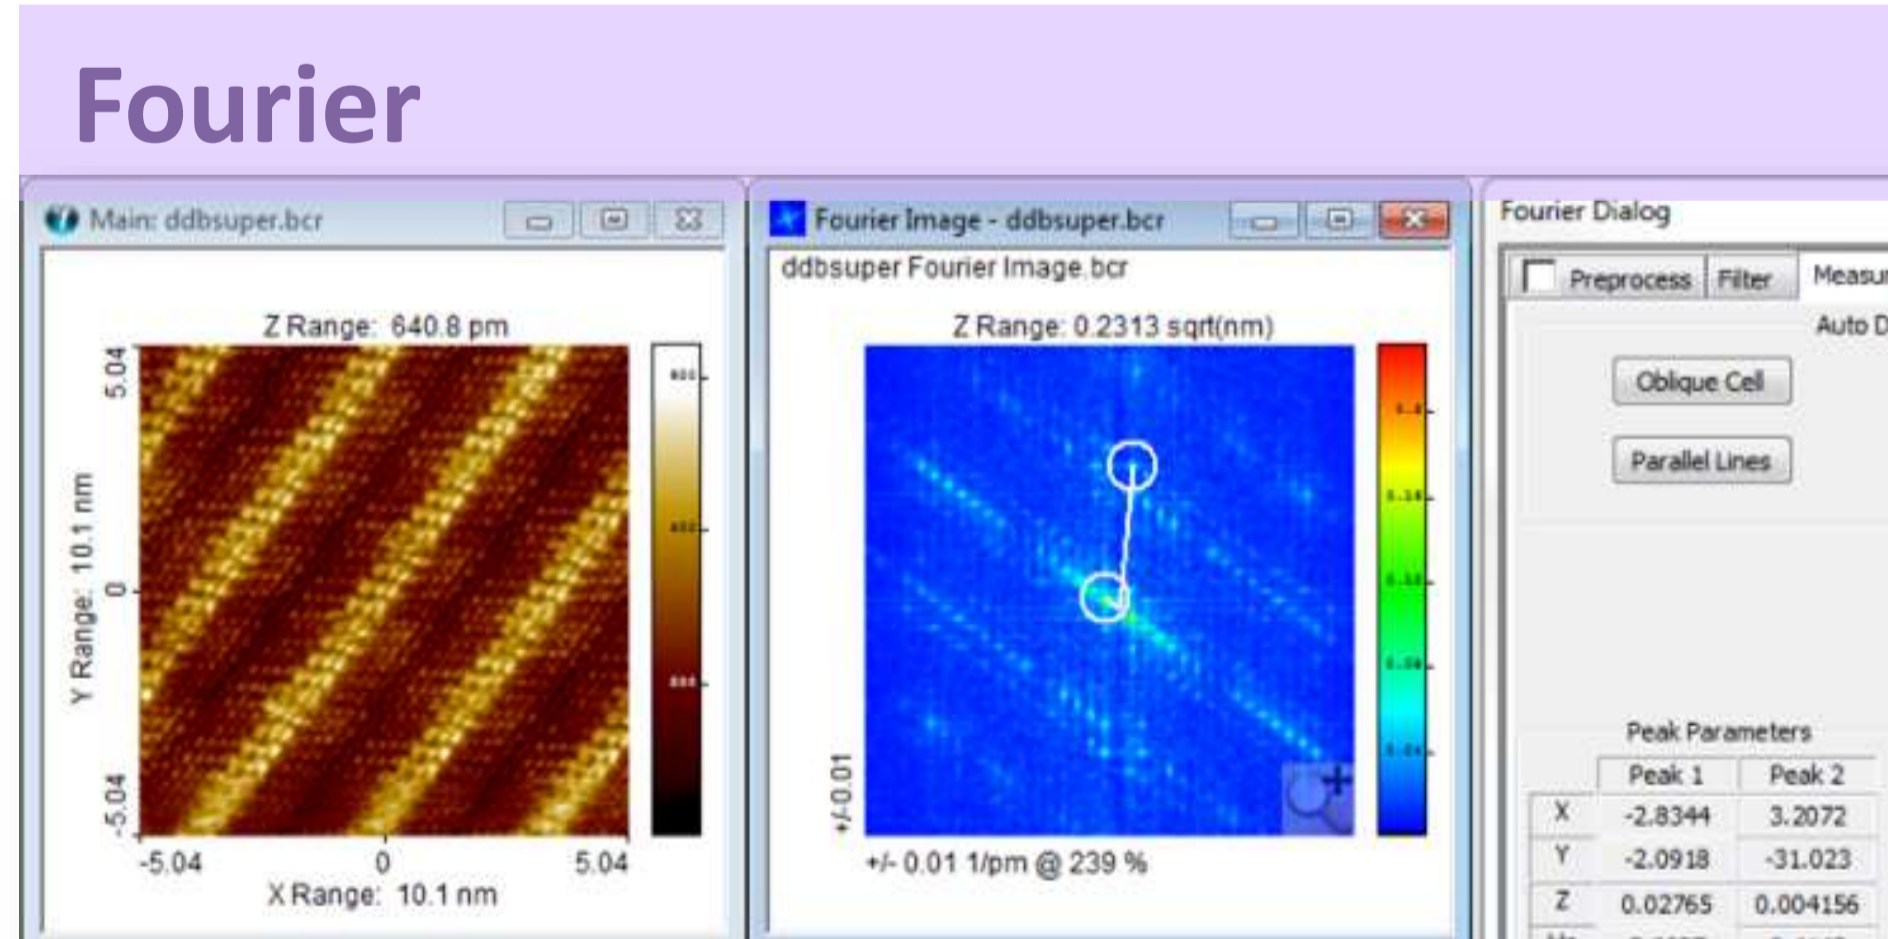 Fourier
Main: ddbsuper.bcr
Z Range: 640.8 pm
5.04
Y Range: 10.1 nm
0
-5.04
-5.04 0 5.04
X Range: 10.1 nm
Fourier Image - ddbsuper.bcr
ddbsuper Fourier Image.bcr
Z Range: 0.2313 sqrt(nm)
+/-0.01
+/- 0.01 1/pm @ 239 %
Fourier Dialog
Preprocess Filter Measur
Auto D
Oblique Cell
Parallel Lines
Peak Parameters
Peak 1 Peak 2
X -2.8344 3.2072
Y -2.0918 -31.023
Z 0.02765 0.004156